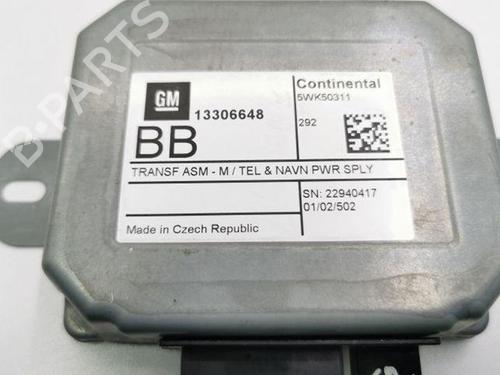 B-PARTS
GM
13306648
BB
TRANSF ASM - M / TEL & NAVN PWR SPLY
Made in Czech Republic
Continental
5WK50311
292
SN: 22940417
01/02/502